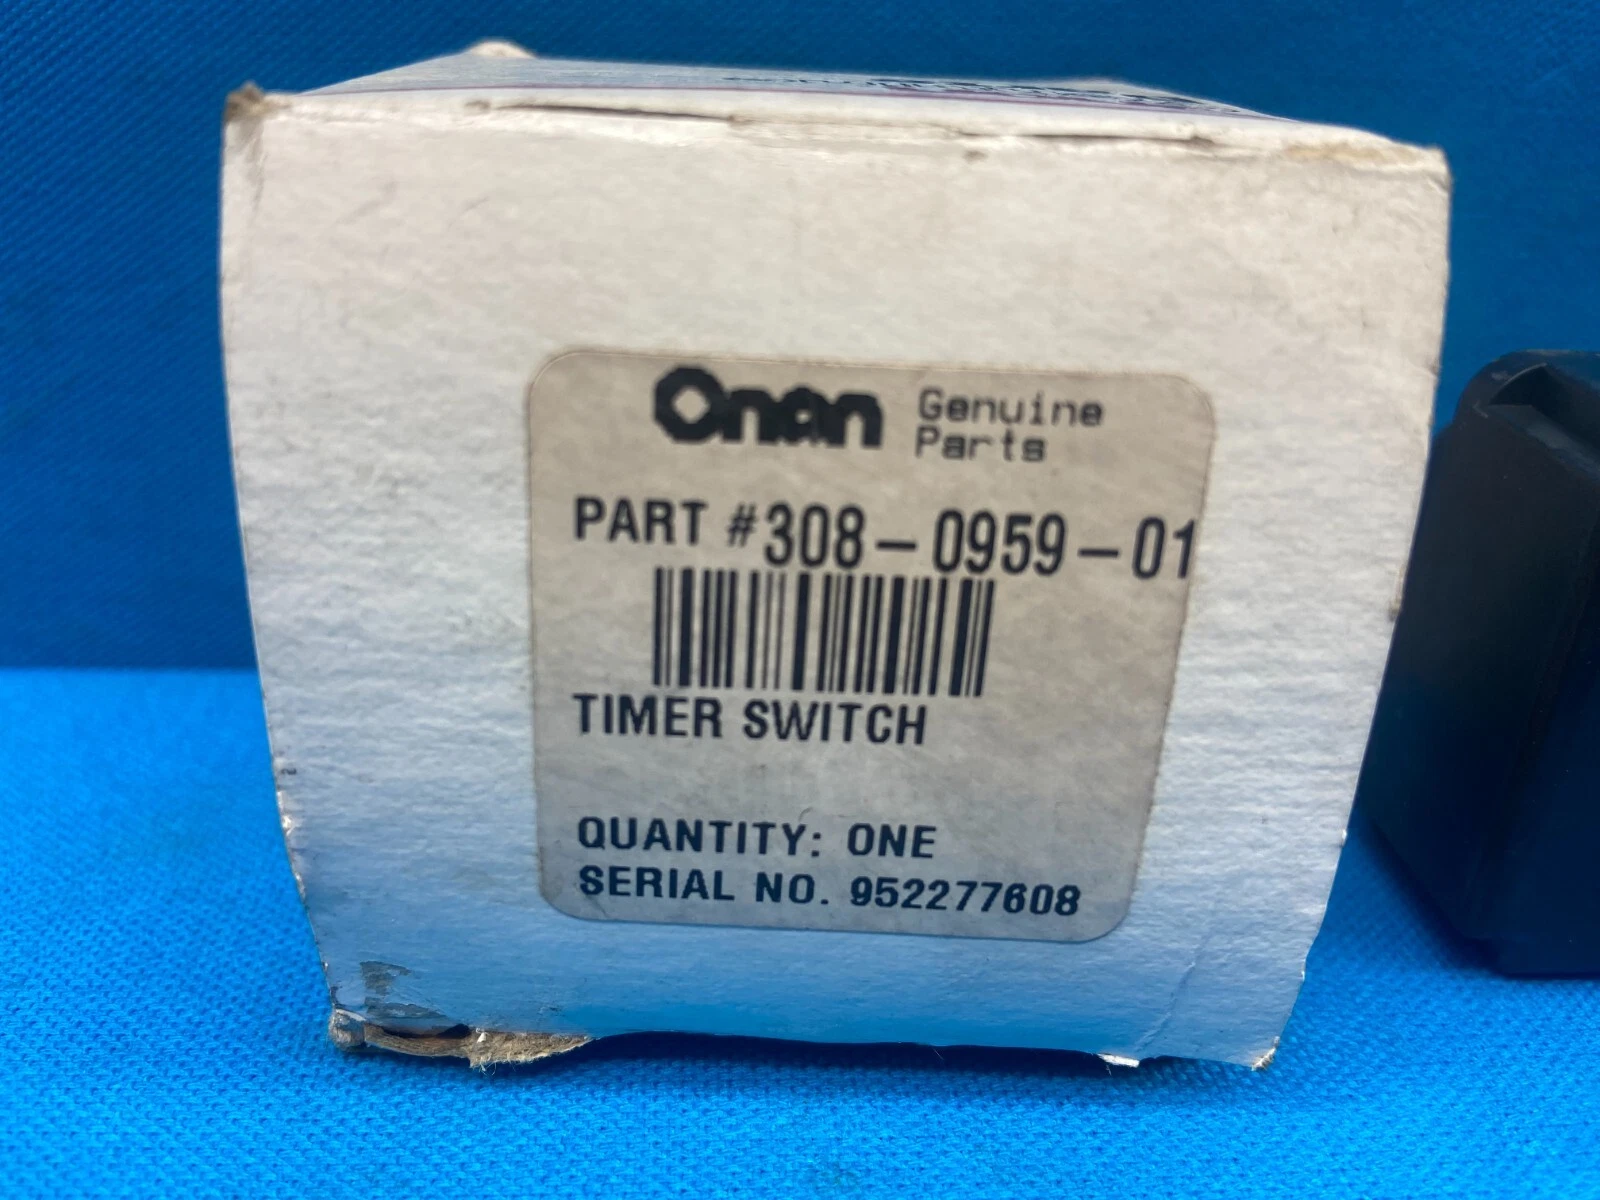 Onan Genuine
Parts
PART #308-0959-01
TIMER SWITCH
QUANTITY: ONE
SERIAL NO. 952277608